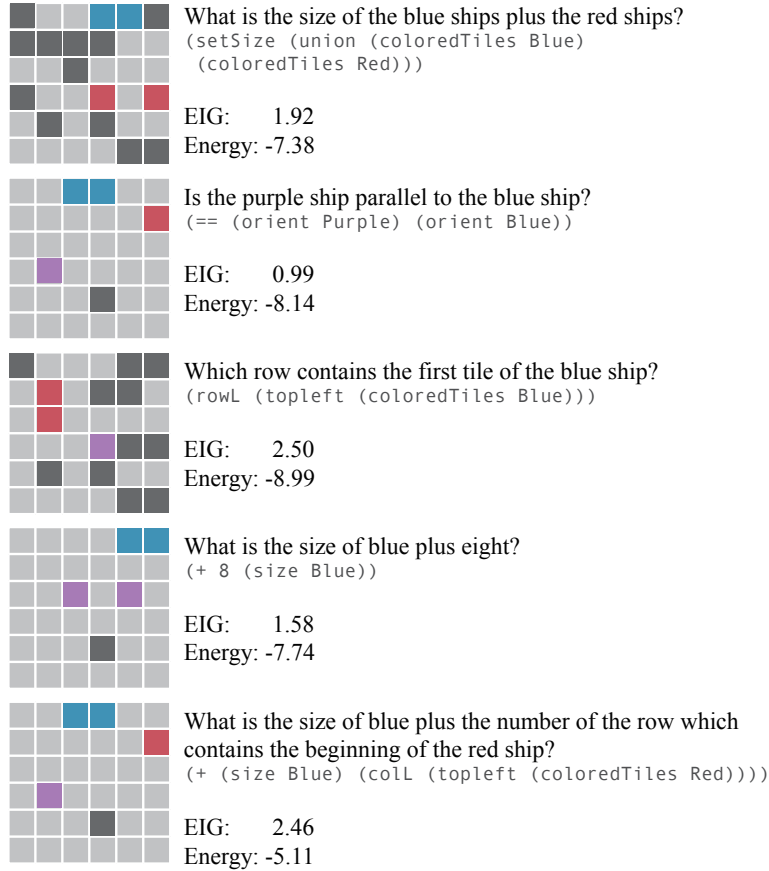 What is the size of the blue ships plus the red ships?
(setSize (union (coloredTiles Blue)
(coloredTiles Red)))
EIG: 1.92
Energy: -7.38
Is the purple ship parallel to the blue ship?
(== (orient Purple) (orient Blue))
EIG: 0.99
Energy: -8.14
Which row contains the first tile of the blue ship?
(rowL (topleft (coloredTiles Blue)))
EIG: 2.50
Energy: -8.99
What is the size of blue plus eight?
(+ 8 (size Blue))
EIG: 1.58
Energy: -7.74
What is the size of blue plus the number of the row which
contains the beginning of the red ship?
(+ (size Blue) (colL (topleft (coloredTiles Red))))
EIG: 2.46
Energy: -5.11